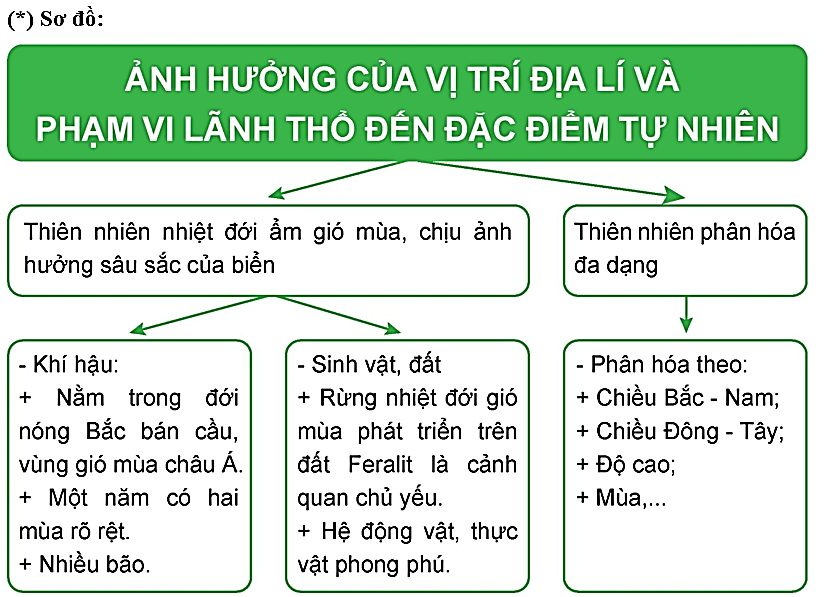 (*) Sơ đồ:
ẢNH HƯỞNG CỦA VỊ TRÍ ĐỊA LÍ VÀ
PHẠM VI LÃNH THỔ ĐẾN ĐẶC ĐIỂM TỰ NHIÊN
Thiên nhiên nhiệt đới ẩm gió mùa, chịu ảnh
hưởng sâu sắc của biển
Thiên nhiên phân hóa
đa dạng
- Khí hậu:
+ Nằm trong đới
nóng Bắc bán cầu,
vùng gió mùa châu Á.
+ Một năm có hai
mùa rõ rệt.
+ Nhiều bão.
- Sinh vật, đất
+ Rừng nhiệt đới gió
mùa phát triển trên
đất Feralit là cảnh
quan chủ yếu.
+ Hệ động vật, thực
vật phong phú.
- Phân hóa theo:
+ Chiều Bắc - Nam;
+ Chiều Đông - Tây;
+ Độ cao;
+ Mùa,...